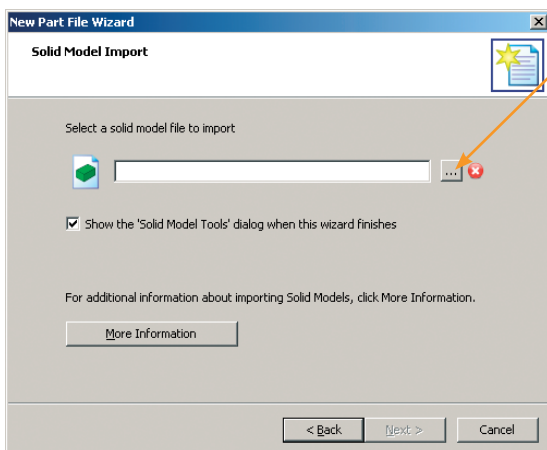 New Part File Wizard
Solid Model Import
Select a solid model file to import
...
Show the 'Solid Model Tools' dialog when this wizard finishes
For additional information about importing Solid Models, click More Information.
More Information
< Back Next > Cancel